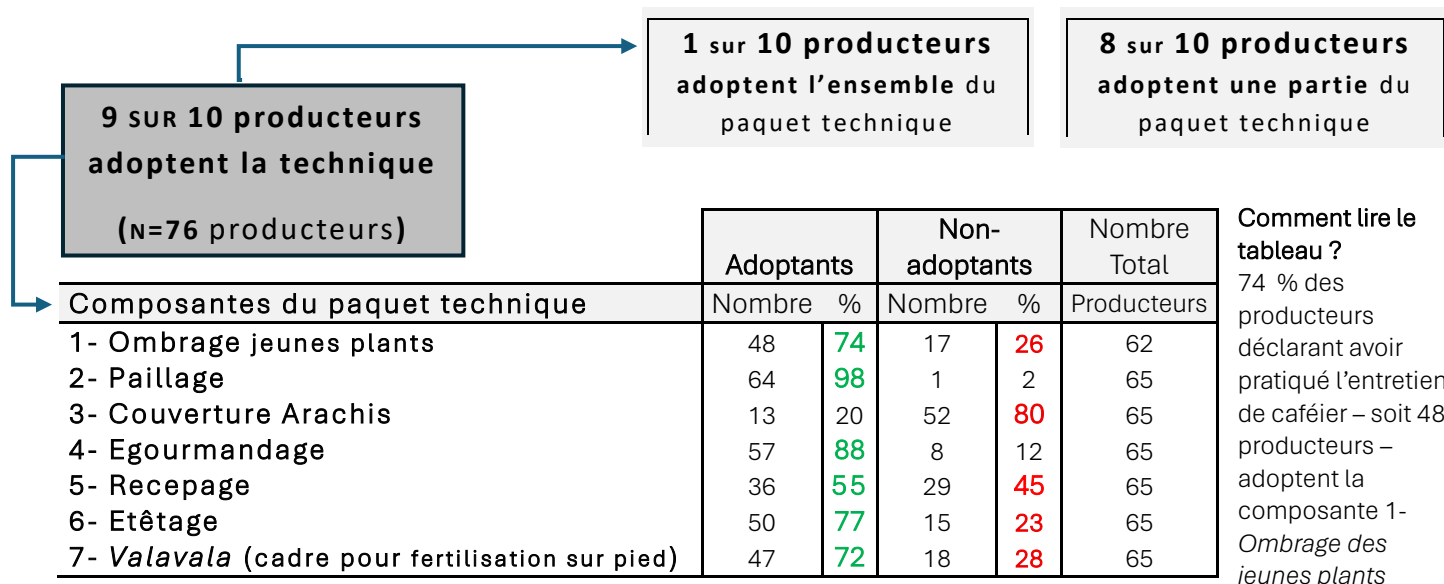 9 SUR 10 producteurs
adoptent la technique
(N=76 producteurs)
1 sur 10 producteurs
adoptent l’ensemble du
paquet technique
8 sur 10 producteurs
adoptent une partie du
paquet technique
Adoptants Non-adoptants Nombre Total
Composantes du paquet technique Nombre % Nombre % Producteurs
1- Ombrage jeunes plants 48 74 17 26 62
2- Paillage 64 98 1 2 65
3- Couverture Arachis 13 20 52 80 65
4- Egourmandage 57 88 8 12 65
5- Recepage 36 55 29 45 65
6- Etêtage 50 77 15 23 65
7- Valavala (cadre pour fertilisation sur pied) 47 72 18 28 65
Comment lire le
tableau ?
74 % des
producteurs
déclarant avoir
pratiqué l’entretien
de caféier – soit 48
producteurs –
adoptent la
composante 1-
Ombrage des
jeunes plants